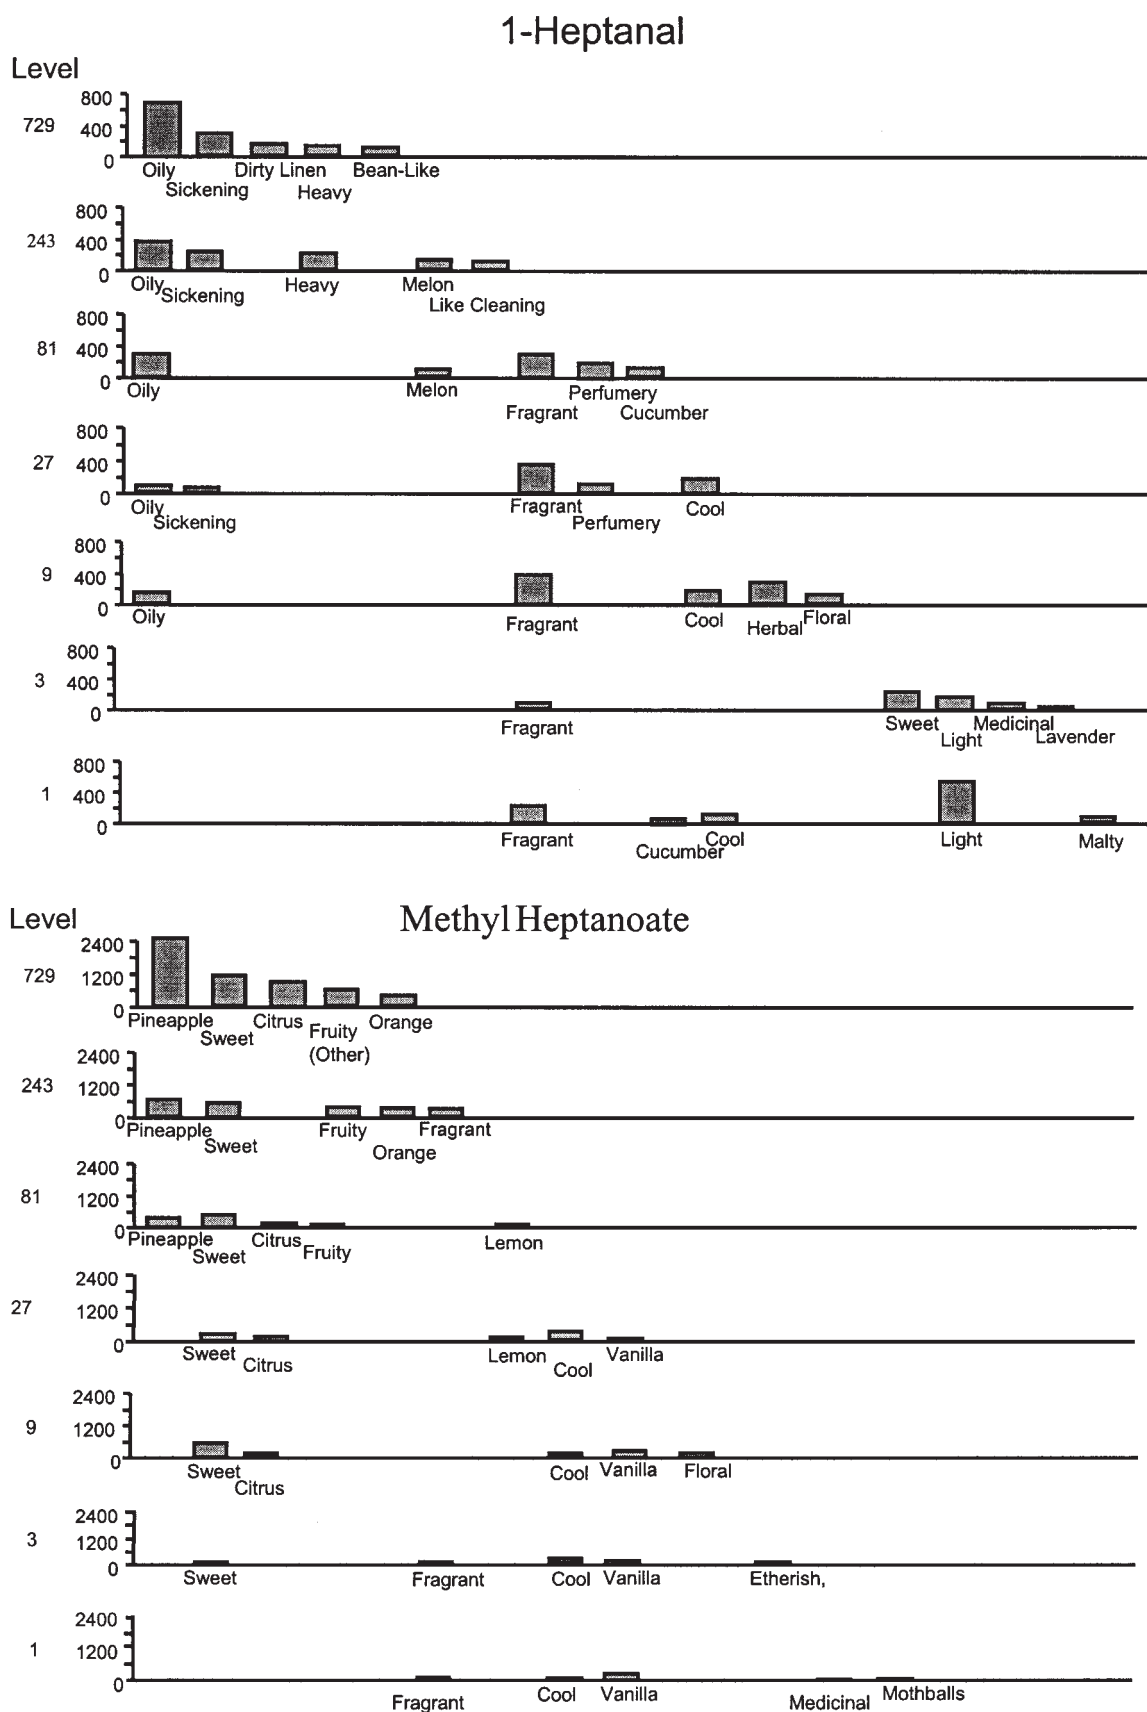 1-Heptanal
Level
729
800
400
0
Oily
Sickening
Dirty Linen
Heavy
Bean-Like
243
800
400
0
Oily
Sickening
Heavy
Melon
Like Cleaning
81
800
400
0
Oily
Melon
Fragrant
Perfumery
Cucumber
27
800
400
0
Oily
Sickening
Fragrant
Perfumery
Cool
9
800
400
0
Oily
Fragrant
Cool
Herbal
Floral
3
800
400
0
Fragrant
Sweet
Light
Medicinal
Lavender
1
800
400
0
Fragrant
Cucumber
Cool
Light
Malty
Level
Methyl Heptanoate
729
2400
1200
0
Pineapple
Sweet
Citrus
Fruity
(Other)
Orange
243
2400
1200
0
Pineapple
Sweet
Fruity
Orange
Fragrant
81
2400
1200
0
Pineapple
Sweet
Citrus
Fruity
Lemon
27
2400
1200
0
Sweet
Citrus
Lemon
Cool
Vanilla
9
2400
1200
0
Sweet
Citrus
Cool
Vanilla
Floral
3
2400
1200
0
Sweet
Fragrant
Cool
Vanilla
Etherish,
1
2400
1200
0
Fragrant
Cool
Vanilla
Medicinal
Mothballs